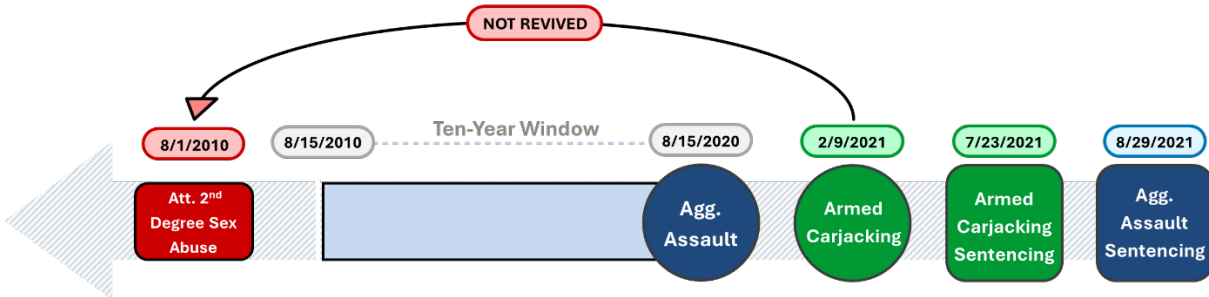 NOT REVIVED
8/1/2010
8/15/2010
Ten-Year Window
8/15/2020
2/9/2021
7/23/2021
8/29/2021
Att. 2nd
Degree Sex
Abuse
Agg.
Assault
Armed
Carjacking
Armed
Carjacking
Sentencing
Agg.
Assault
Sentencing